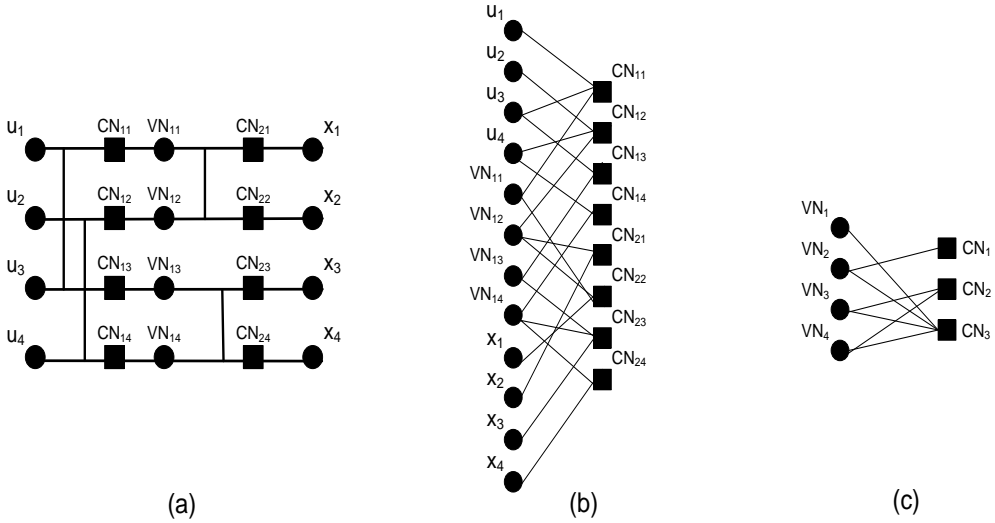 u₁ CN₁₁ VN₁₁ CN₂₁ x₁
u₂ CN₁₂ VN₁₂ CN₂₂ x₂
u₃ CN₁₃ VN₁₃ CN₂₃ x₃
u₄ CN₁₄ VN₁₄ CN₂₄ x₄
(a)
u₁
u₂
u₃
u₄
VN₁₁
VN₁₂
VN₁₃
VN₁₄
x₁
x₂
x₃
x₄
CN₁₁
CN₁₂
CN₁₃
CN₁₄
CN₂₁
CN₂₂
CN₂₃
CN₂₄
(b)
VN₁
VN₂
VN₃
VN₄
CN₁
CN₂
CN₃
(c)